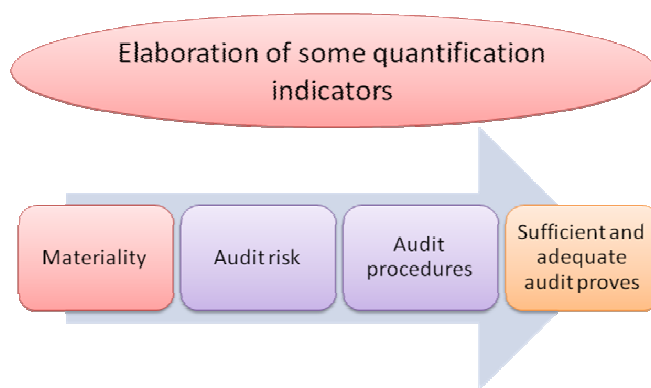 Elaboration of some quantification
indicators
Materiality
Audit risk
Audit
procedures
Sufficient and
adequate
audit proves